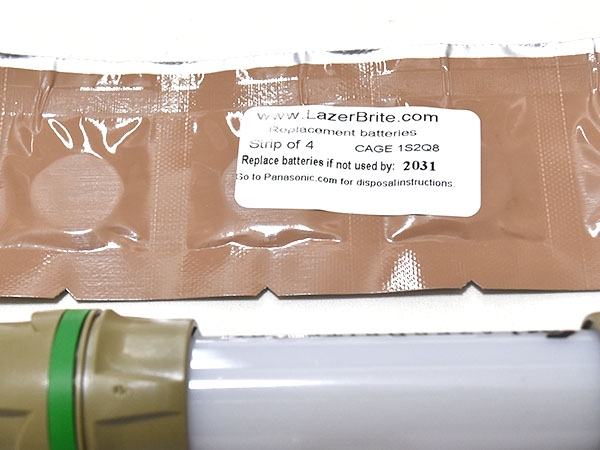 www.LazerBrite.com
Replacement batteries
Strip of 4 CAGE 1S2Q8
Replace batteries if not used by: 2031
Go to Panasonic.com for disposalinstructions.